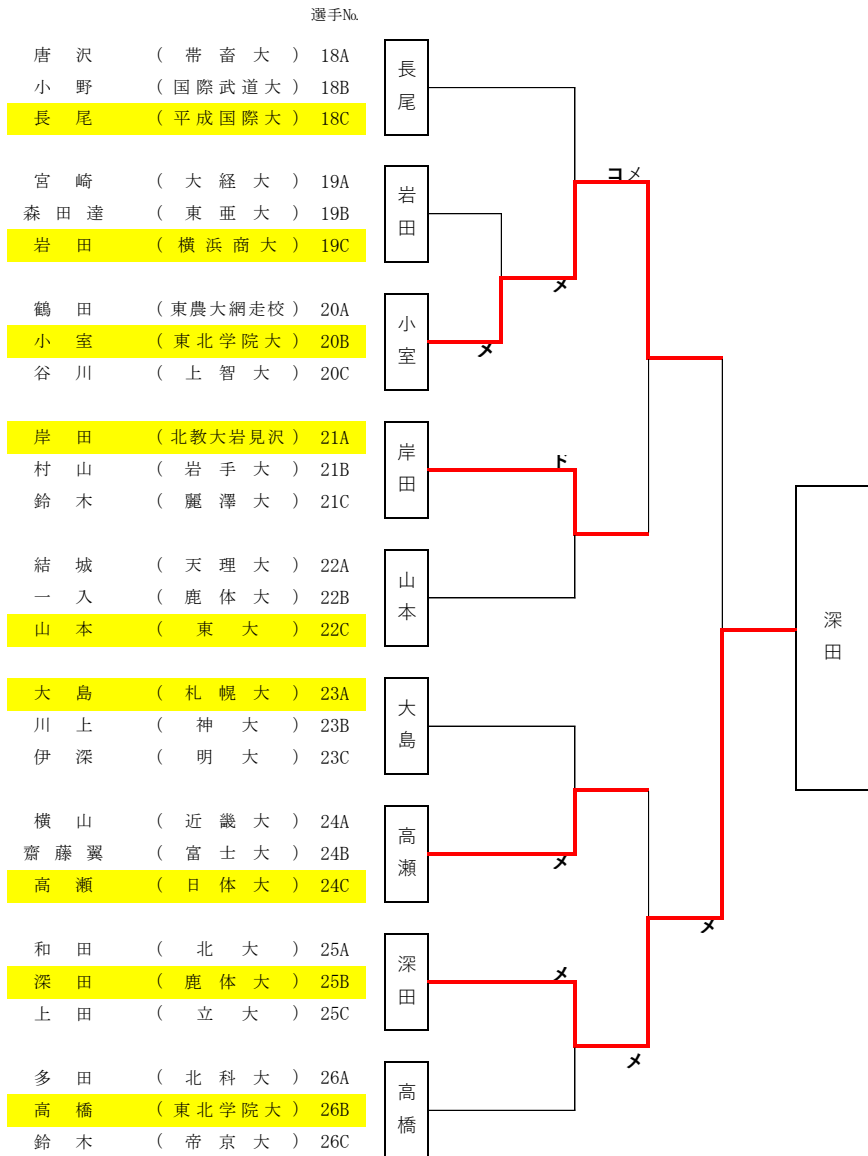 選手No.
唐沢 (帯畜大) 18A
小野 (国際武道大) 18B
長尾 (平成国際大) 18C
長尾
コメ
宮崎 (大経大) 19A
森田達 (東亜大) 19B
岩田 (横浜商大) 19C
岩田
メ
鶴田 (東農大網走校) 20A
小室 (東北学院大) 20B
谷川 (上智大) 20C
小室
メ
岸田 (北教大岩見沢) 21A
村山 (岩手大) 21B
鈴木 (麗澤大) 21C
岸田
ド
結城 (天理大) 22A
一入 (鹿体大) 22B
山本 (東大) 22C
山本
深田
大島 (札幌大) 23A
川上 (神大) 23B
伊深 (明大) 23C
大島
横山 (近畿大) 24A
齋藤翼 (富士大) 24B
高瀬 (日体大) 24C
高瀬
メ
メ
和田 (北大) 25A
深田 (鹿体大) 25B
上田 (立大) 25C
深田
メ
メ
多田 (北科大) 26A
高橋 (東北学院大) 26B
鈴木 (帝京大) 26C
高橋